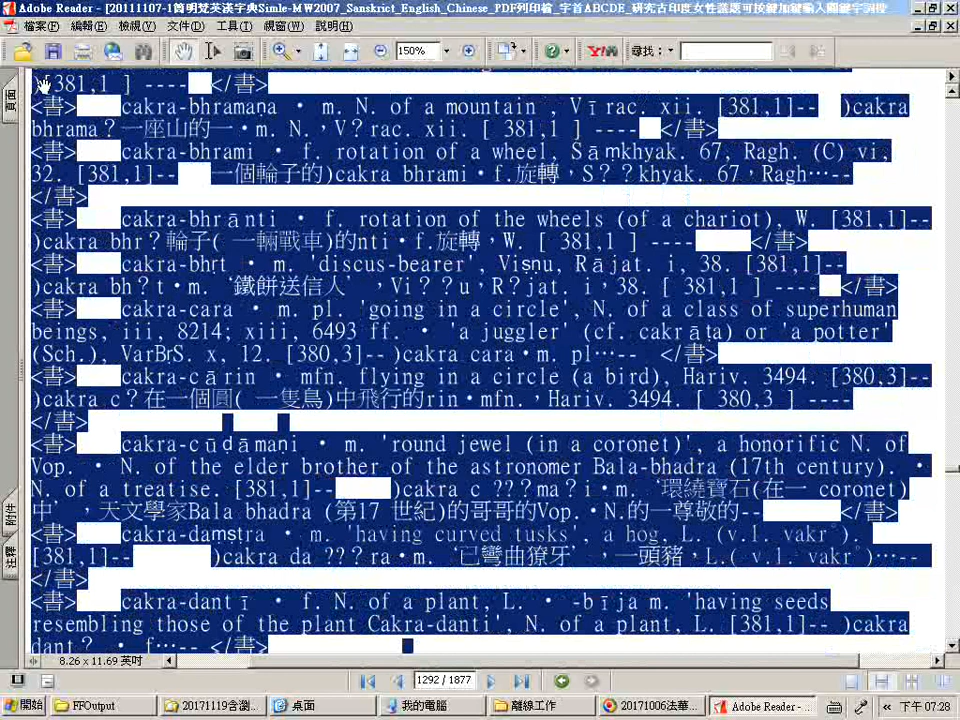 Adobe Reader - [20111107-1簡明梵英漢字典Simle-MW2007_Sanskrict_English_Chinese_PDF列印檔_字首ABCDE_研究古印度女性議題可按加鍵輸入關鍵字詞搜
檔案(F) 編輯(E) 檢視(V) 文件(D) 工具(T) 視窗(W) 說明(H)
150% 尋找：
頁面
附件
注釋
)[381,1 ] ---- </書>
<書> cakra-bhramaṇa • m. N. of a mountain , Vīrac. xii, [381,1]-- )cakra
bhrama？一座山的一•m. N.，V？rac. xii. [ 381,1 ] ---- </書>
<書> cakra-bhrami • f. rotation of a wheel, Sāṃkhyak. 67, Ragh. (C) vi,
32. [381,1]-- 一個輪子的)cakra bhrami•f.旋轉，S？？khyak. 67，Ragh…--
</書>
<書> cakra-bhrānti • f. rotation of the wheels (of a chariot), W. [381,1]--
)cakra bhr？輪子( 一輛戰車)的nti•f.旋轉，W. [ 381,1 ] ---- </書>
<書> cakra-bhṛt • m. 'discus-bearer', Viṣṇu, Rājat. i, 38. [381,1]--
)cakra bh？t•m.‘鐵餅送信人’，Vi？？u，R？jat. i，38. [ 381,1 ] ---- </書>
<書> cakra-cara • m. pl. 'going in a circle', N. of a class of superhuman
beings, iii, 8214; xiii, 6493 ff. • 'a juggler' (cf. cakrāta) or 'a potter'
(Sch.), VarBṛS. x, 12. [380,3]-- )cakra cara•m. pl…-- </書>
<書> cakra-cārin • mfn. flying in a circle (a bird), Hariv. 3494. [380,3]--
)cakra c？在一個圓( 一隻鳥)中飛行的rin•mfn.，Hariv. 3494. [ 380,3 ] ----
</書>
<書> cakra-cūḍāmaṇi • m. 'round jewel (in a coronet)', a honorific N. of
Vop. • N. of the elder brother of the astronomer Bala-bhadra (17th century). •
N. of a treatise. [381,1]-- )cakra c ???ma？i•m.‘環繞寶石(在一 coronet)
中’，天文學家Bala bhadra (第17 世紀)的哥哥的Vop.•N.的一尊敬的-- </書>
<書> cakra-daṃṣṭra • m. 'having curved tusks', a hog, L. (v.l. vakr°).
[381,1]-- )cakra da ???ra•m.‘已彎曲獠牙’，一頭豬，L.(v.l. vakr°)…--
</書>
<書> cakra-dantī • f. N. of a plant, L. • -bīja m. 'having seeds
resembling those of the plant Cakra-danti', N. of a plant, L. [381,1]-- )cakra
dant？ • f…-- </書>
8.26 x 11.69 英吋
1292 / 1877
開始 FFOutput 20171119含瀏... 桌面 我的電腦 離線工作 20171006法華... Adobe Reader - ... 下午 07:28